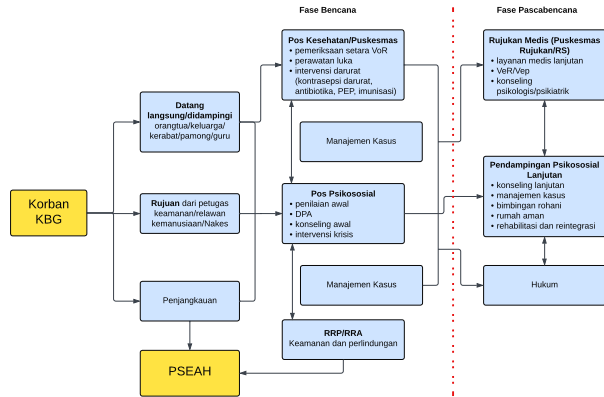 Fase Bencana
Fase Pascabencana
Korban
KBG
Datang
langsung/didampingi
orangtua/keluarga/
kerabat/pamong/guru
Rujuan dari petugas
keamanan/relawan
kemanusiaan/Nakes
Penjangkauan
PSEAH
Pos Kesehatan/Puskesmas
• pemeriksaan setara VoR
• perawatan luka
• intervensi darurat
(kontrasepsi darurat,
antibiotika, PEP, imunisasi)
Manajemen Kasus
Pos Psikososial
• penilaian awal
• DPA
• konseling awal
• intervensi krisis
Manajemen Kasus
RRP/RRA
Keamanan dan perlindungan
Rujukan Medis (Puskesmas
Rujukan/RS)
• layanan medis lanjutan
• VeR/Vep
• konseling
psikologis/psikiatrik
Pendampingan Psikososial
Lanjutan
• konseling lanjutan
• manajemen kasus
• bimbingan rohani
• rumah aman
• rehabilitasi dan reintegrasi
Hukum